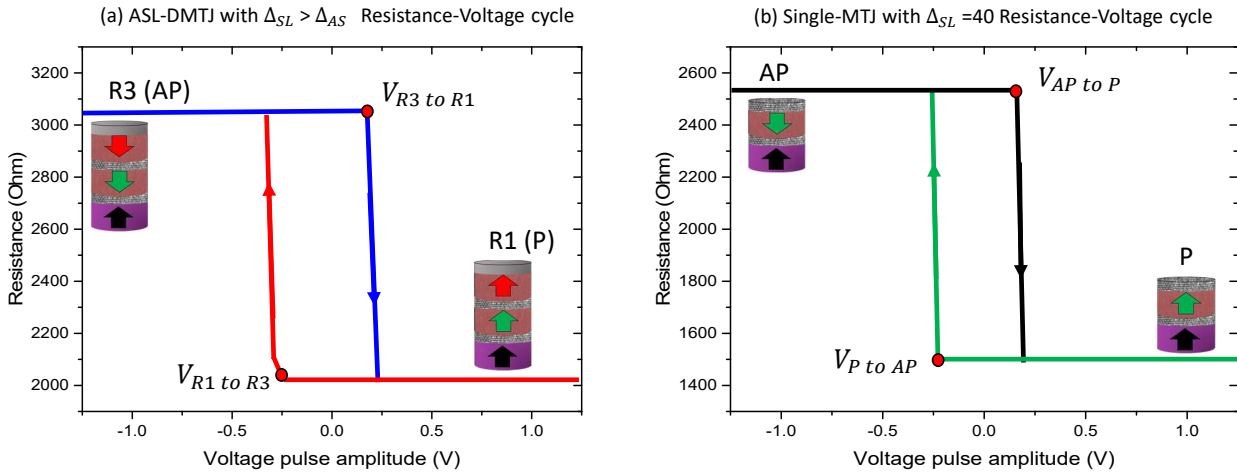 (a) ASL-DMTJ with Δ_SL > Δ_AS Resistance-Voltage cycle
3200
3000
2800
2600
2400
2200
2000
Resistance (Ohm)
R3 (AP)
V_R3 to R1
R1 (P)
V_R1 to R3
-1.0
-0.5
0.0
0.5
1.0
Voltage pulse amplitude (V)
(b) Single-MTJ with Δ_SL =40 Resistance-Voltage cycle
2600
2400
2200
2000
1800
1600
1400
Resistance (Ohm)
AP
V_AP to P
P
V_P to AP
-1.0
-0.5
0.0
0.5
1.0
Voltage pulse amplitude (V)